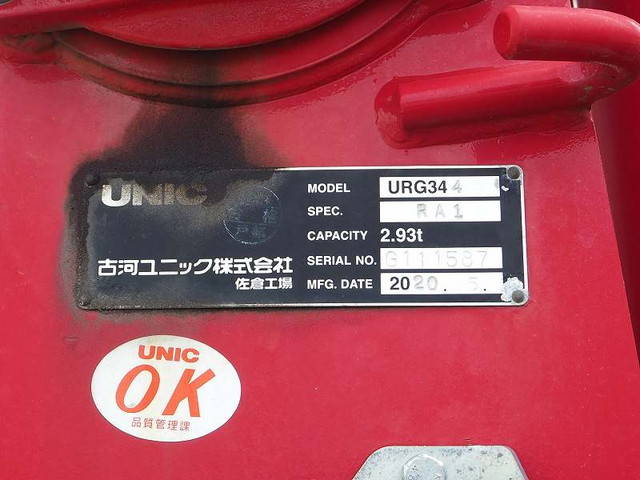 UNIC
MODEL URG344
SPEC. RA1
CAPACITY 2.93t
SERIAL NO. G111587
MFG. DATE 2020. 5.
古河ユニック株式会社
佐倉工場
UNIC
OK
品質管理課